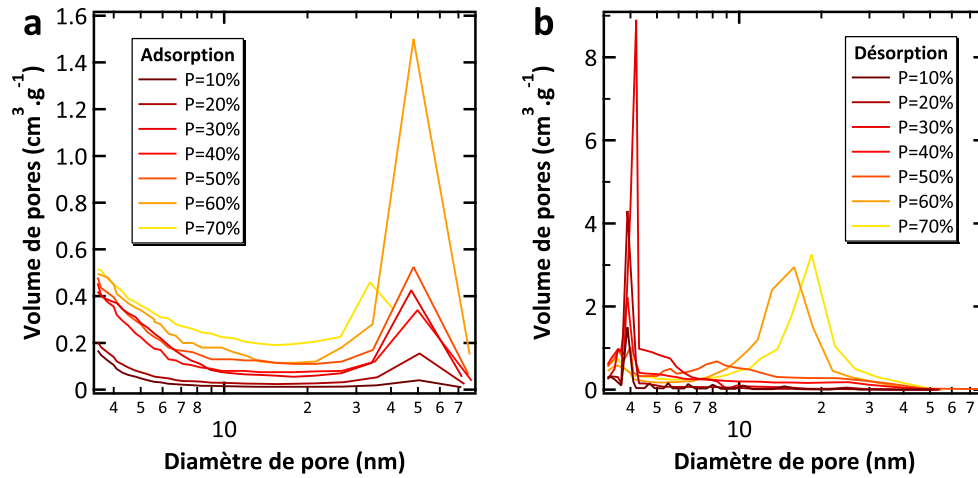 a
Volume de pores (cm³.g⁻¹)
1.6
1.4
1.2
1.0
0.8
0.6
0.4
0.2
0
Adsorption
P=10%
P=20%
P=30%
P=40%
P=50%
P=60%
P=70%
4 5 6 7 8 2 3 4 5 6 7
10
Diamètre de pore (nm)
b
Volume de pores (cm³.g⁻¹)
8
6
4
2
0
Désorption
P=10%
P=20%
P=30%
P=40%
P=50%
P=60%
P=70%
4 5 6 7 8 2 3 4 5 6 7
10
Diamètre de pore (nm)